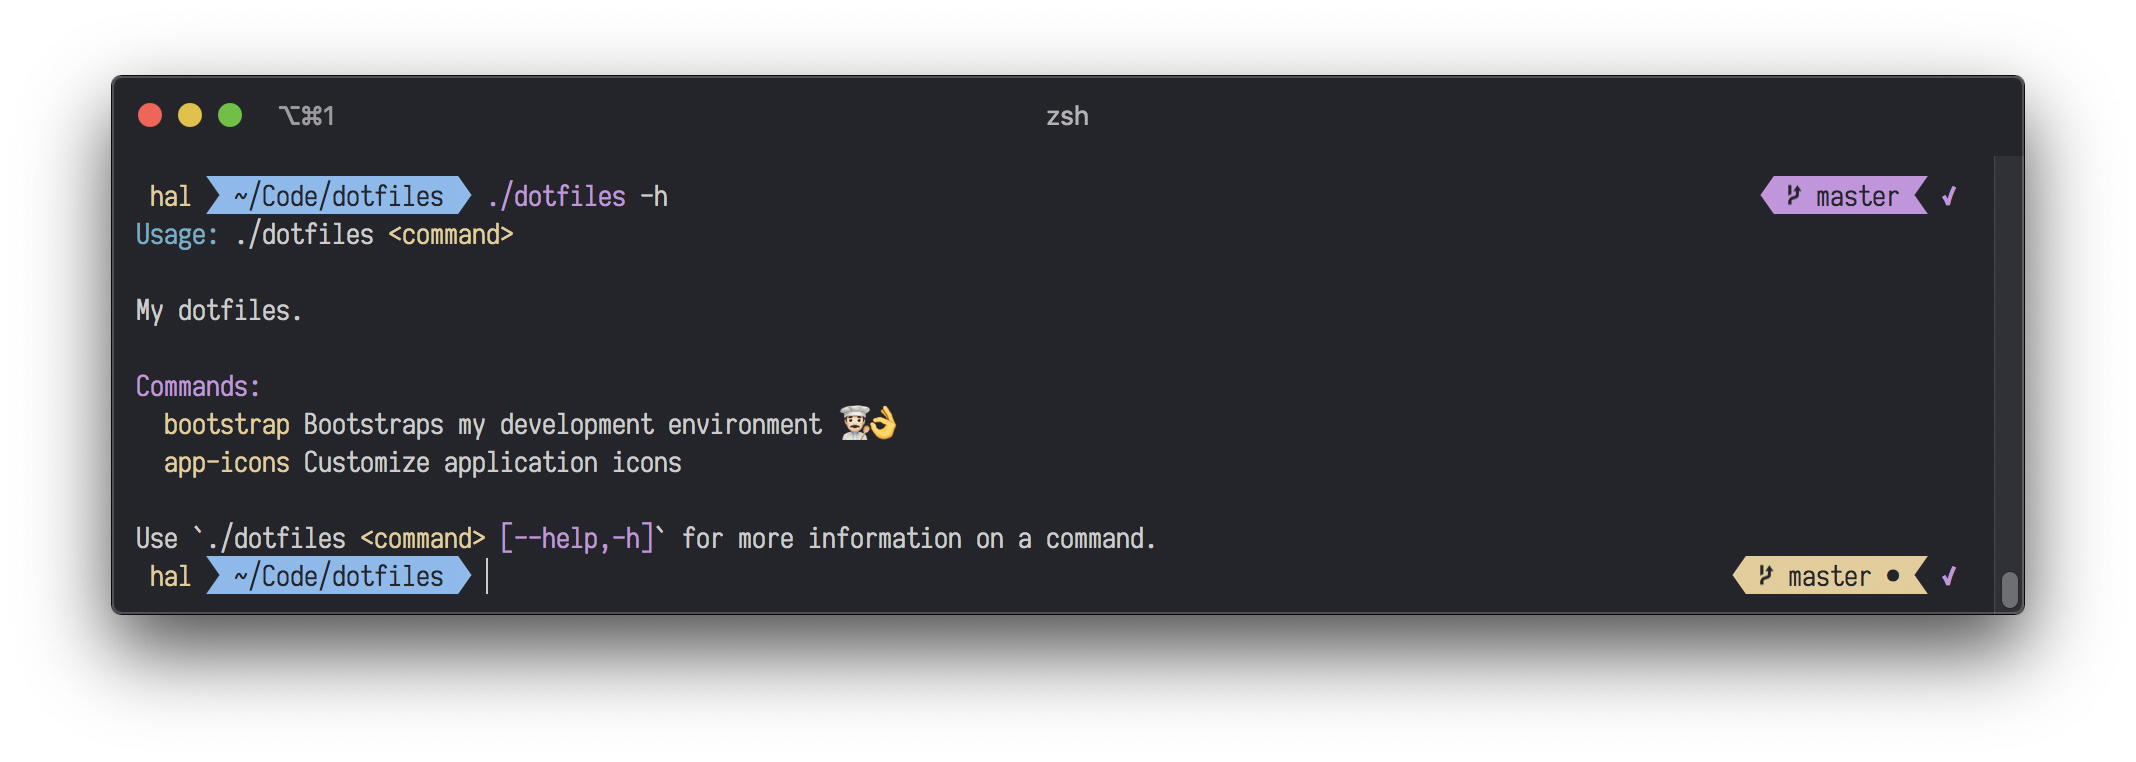 ⌥⌘1 zsh
hal ~/Code/dotfiles ./dotfiles -h master ✓
Usage: ./dotfiles <command>
My dotfiles.
Commands:
bootstrap Bootstraps my development environment 👨🏻‍🍳👌
app-icons Customize application icons
Use `./dotfiles <command> [--help,-h]` for more information on a command.
hal ~/Code/dotfiles master ● ✓